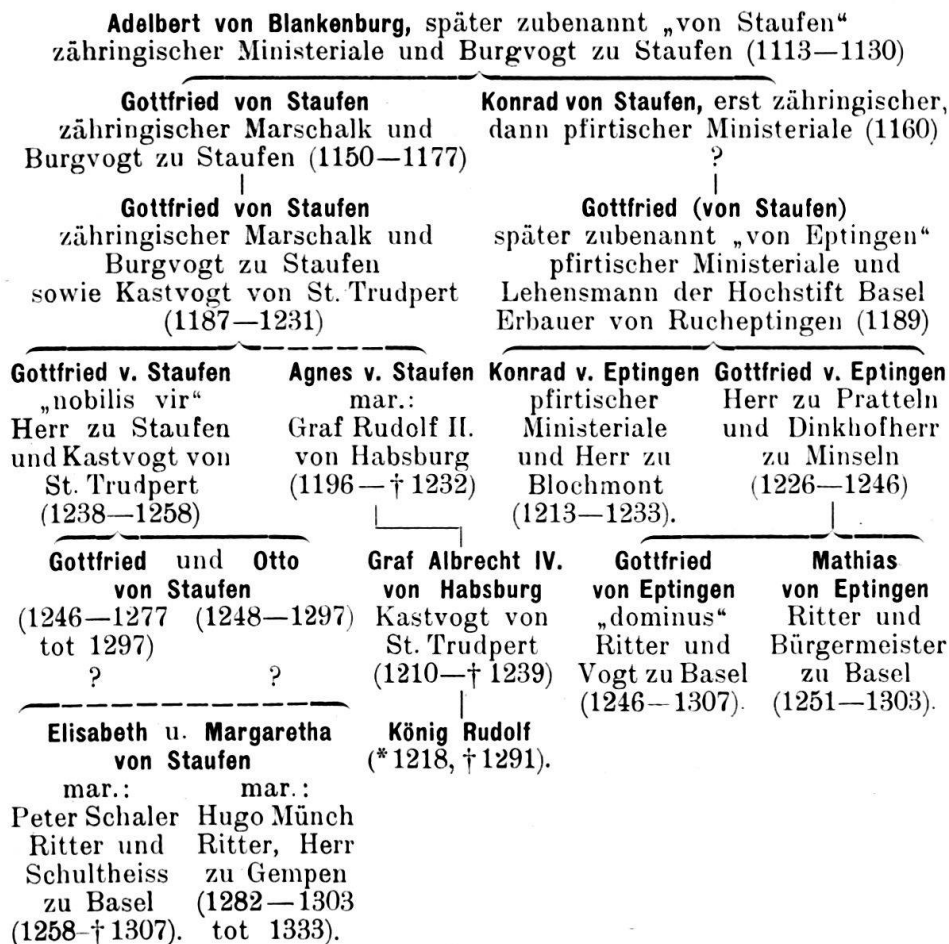 Adelbert von Blankenburg, später zubenannt „von Staufen“
zähringischer Ministeriale und Burgvogt zu Staufen (1113—1130)
Gottfried von Staufen
zähringischer Marschalk und
Burgvogt zu Staufen (1150—1177)
Konrad von Staufen, erst zähringischer,
dann pfirtischer Ministeriale (1160)
?
Gottfried von Staufen
zähringischer Marschalk und
Burgvogt zu Staufen
sowie Kastvogt von St. Trudpert
(1187—1231)
Gottfried (von Staufen)
später zubenannt „von Eptingen“
pfirtischer Ministeriale und
Lehensmann der Hochstift Basel
Erbauer von Rucheptingen (1189)
Gottfried v. Staufen
„nobilis vir“
Herr zu Staufen
und Kastvogt von
St. Trudpert
(1238—1258)
Agnes v. Staufen
mar.:
Graf Rudolf II.
von Habsburg
(1196—† 1232)
Konrad v. Eptingen
pfirtischer
Ministeriale
und Herr zu
Blochmont
(1213—1233).
Gottfried v. Eptingen
Herr zu Pratteln
und Dinkhofherr
zu Minseln
(1226—1246)
Gottfried und Otto
von Staufen
(1246—1277 (1248—1297)
tot 1297)
? ?
Graf Albrecht IV.
von Habsburg
Kastvogt von
St. Trudpert
(1210—† 1239)
Gottfried
von Eptingen
„dominus“
Ritter und
Vogt zu Basel
(1246—1307).
Mathias
von Eptingen
Ritter und
Bürgermeister
zu Basel
(1251—1303).
Elisabeth u. Margaretha
von Staufen
mar.: mar.:
Peter Schaler Hugo Münch
Ritter und Ritter, Herr
Schultheiss zu Gempen
zu Basel (1282—1303
(1258-† 1307). tot 1333).
König Rudolf
(*1218, † 1291).